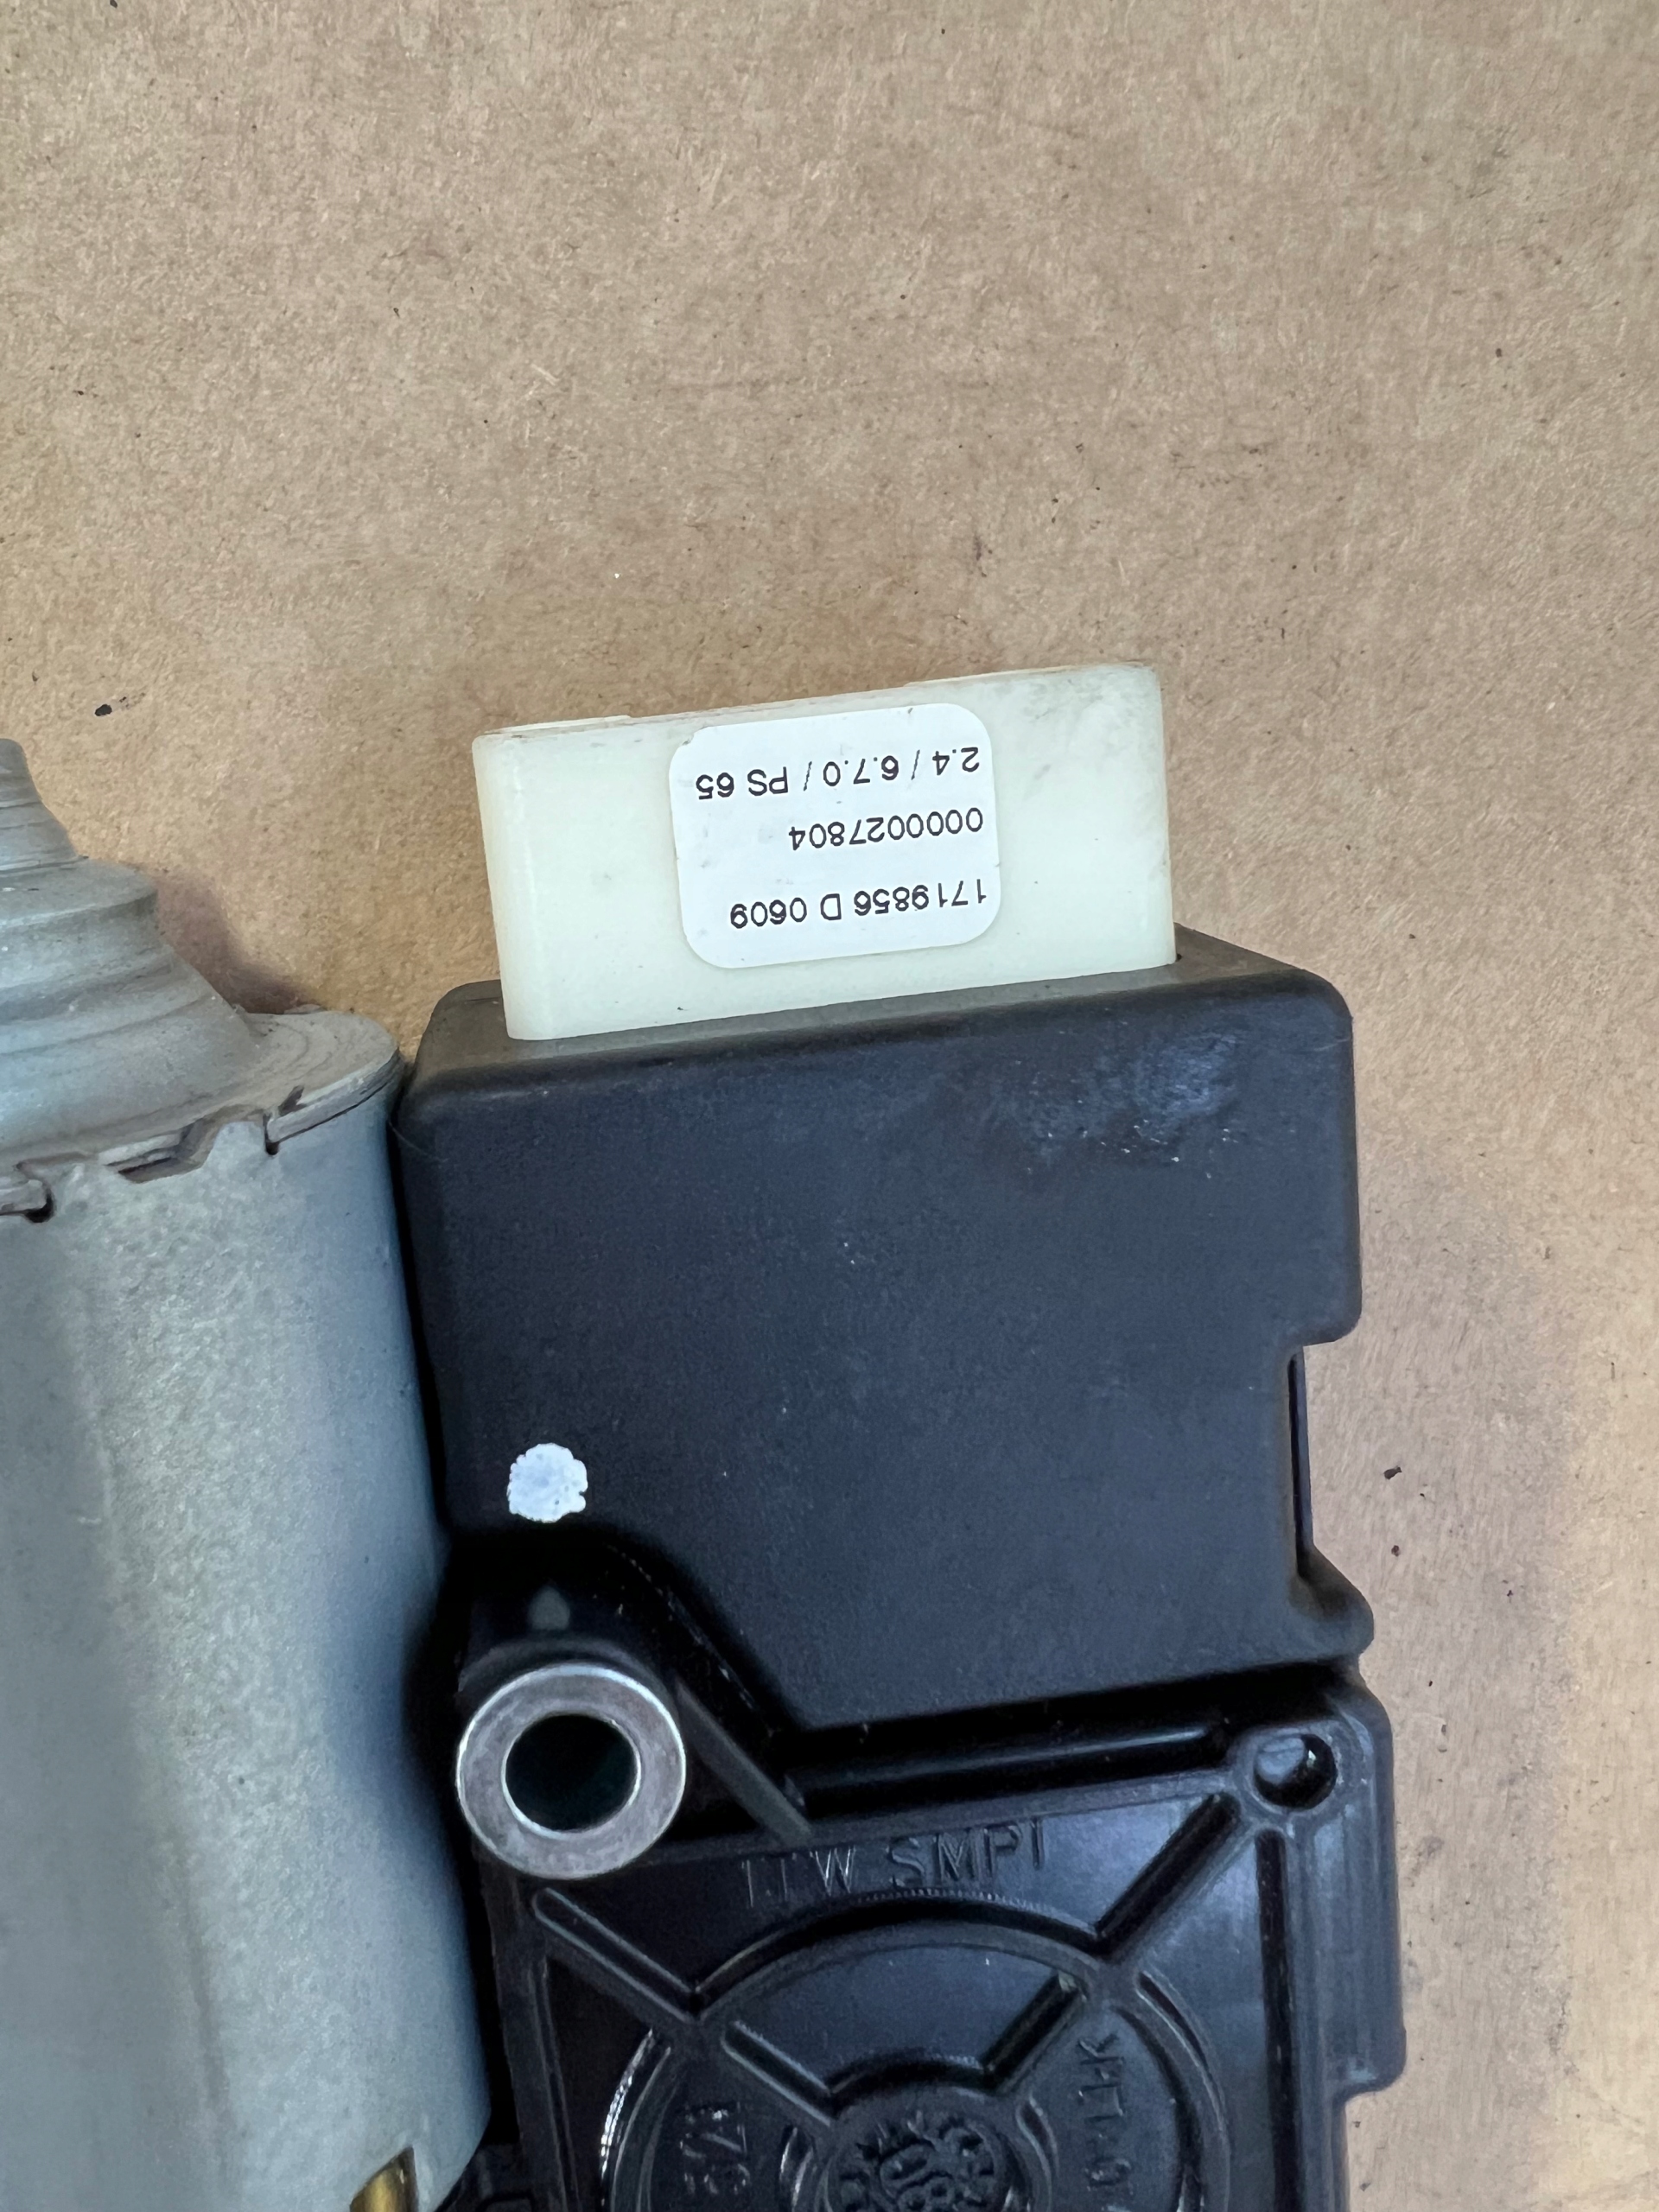 1719856 D 0609
0000027804
2.4 / 6.7.0 / PS 65
ITW SMPI